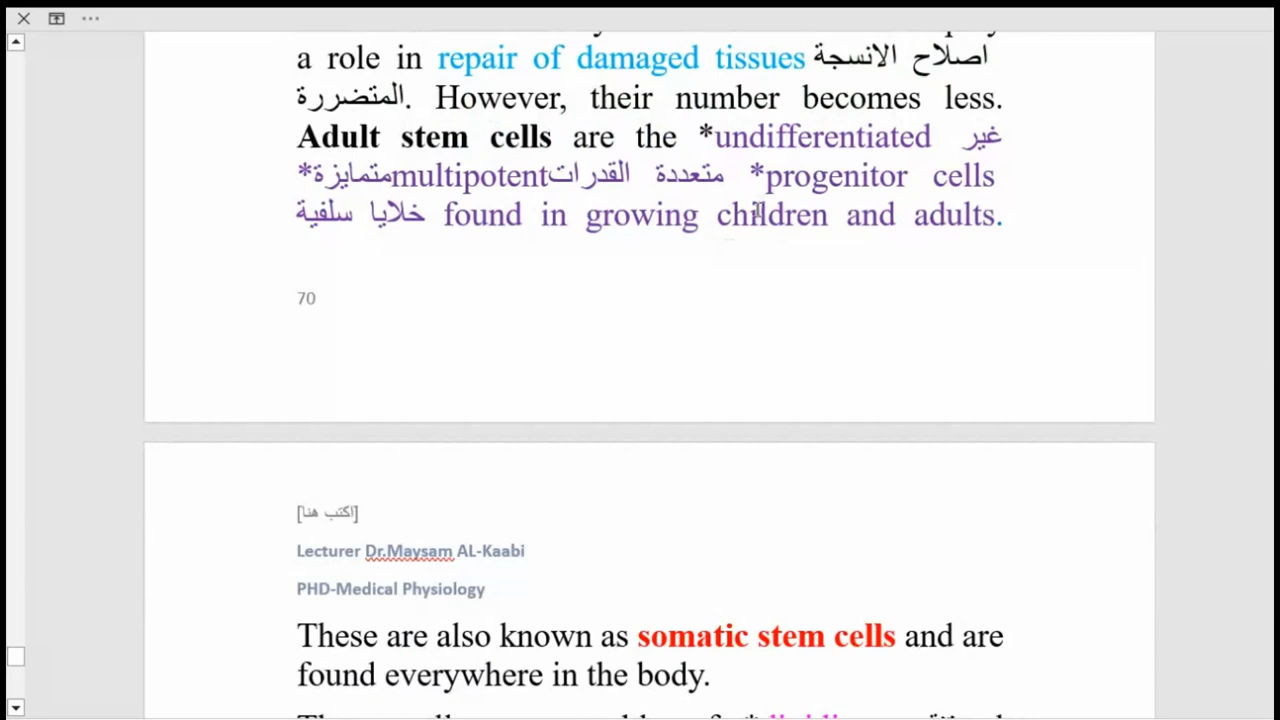 a role in repair of damaged tissues اصلاح الانسجة
المتضررة. However, their number becomes less.
Adult stem cells are the *undifferentiated غير
*متمايزة multipotent متعددة القدرات *progenitor cells
خلايا سلفية found in growing children and adults.
70
[اكتب هنا]
Lecturer Dr.Maysam AL-Kaabi
PHD-Medical Physiology
These are also known as somatic stem cells and are
found everywhere in the body.